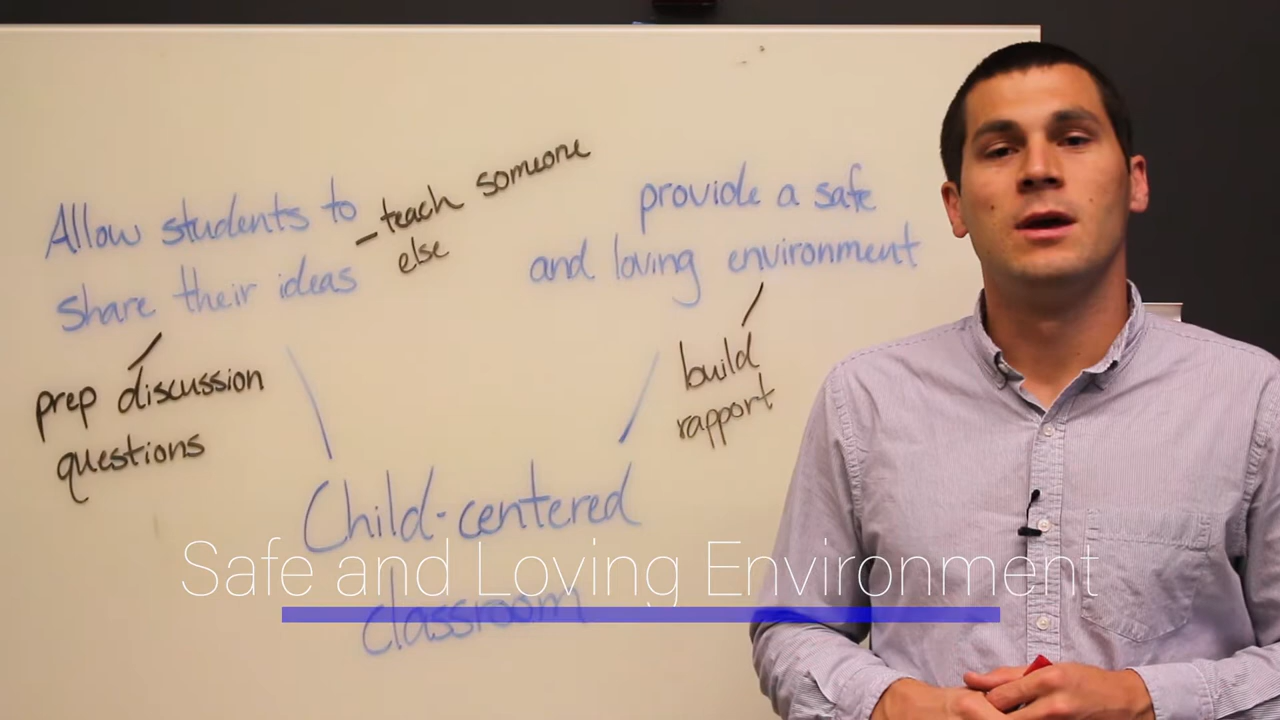 Allow students to
share their ideas
- teach someone
else
prep discussion
questions
provide a safe
and loving environment
build
rapport
Child-centered
classroom
Safe and Loving Environment